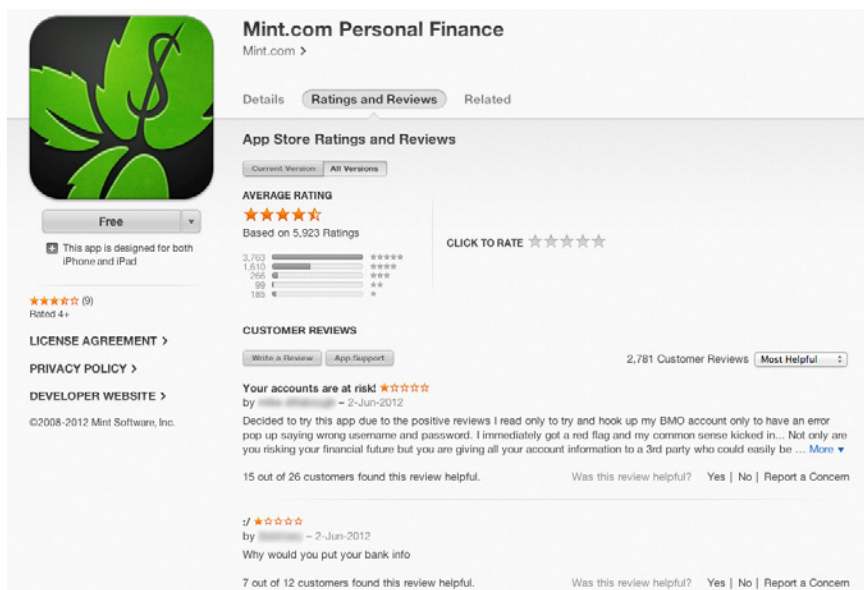 Mint.com Personal Finance
Mint.com >
Details Ratings and Reviews Related
App Store Ratings and Reviews
Current Version All Versions
AVERAGE RATING
Based on 5,923 Ratings
3,763
1,610
266
99
185
CLICK TO RATE
Free
This app is designed for both
iPhone and iPad
(9)
Rated 4+
LICENSE AGREEMENT >
PRIVACY POLICY >
DEVELOPER WEBSITE >
©2008-2012 Mint Software, Inc.
CUSTOMER REVIEWS
Write a Review App Support
2,781 Customer Reviews Most Helpful
Your accounts are at risk!
by – 2-Jun-2012
Decided to try this app due to the positive reviews I read only to try and hook up my BMO account only to have an error
pop up saying wrong username and password. I immediately got a red flag and my common sense kicked in... Not only are
you risking your financial future but you are giving all your account information to a 3rd party who could easily be ... More ▼
15 out of 26 customers found this review helpful. Was this review helpful? Yes | No | Report a Concern
:/
by – 2-Jun-2012
Why would you put your bank info
7 out of 12 customers found this review helpful. Was this review helpful? Yes | No | Report a Concern